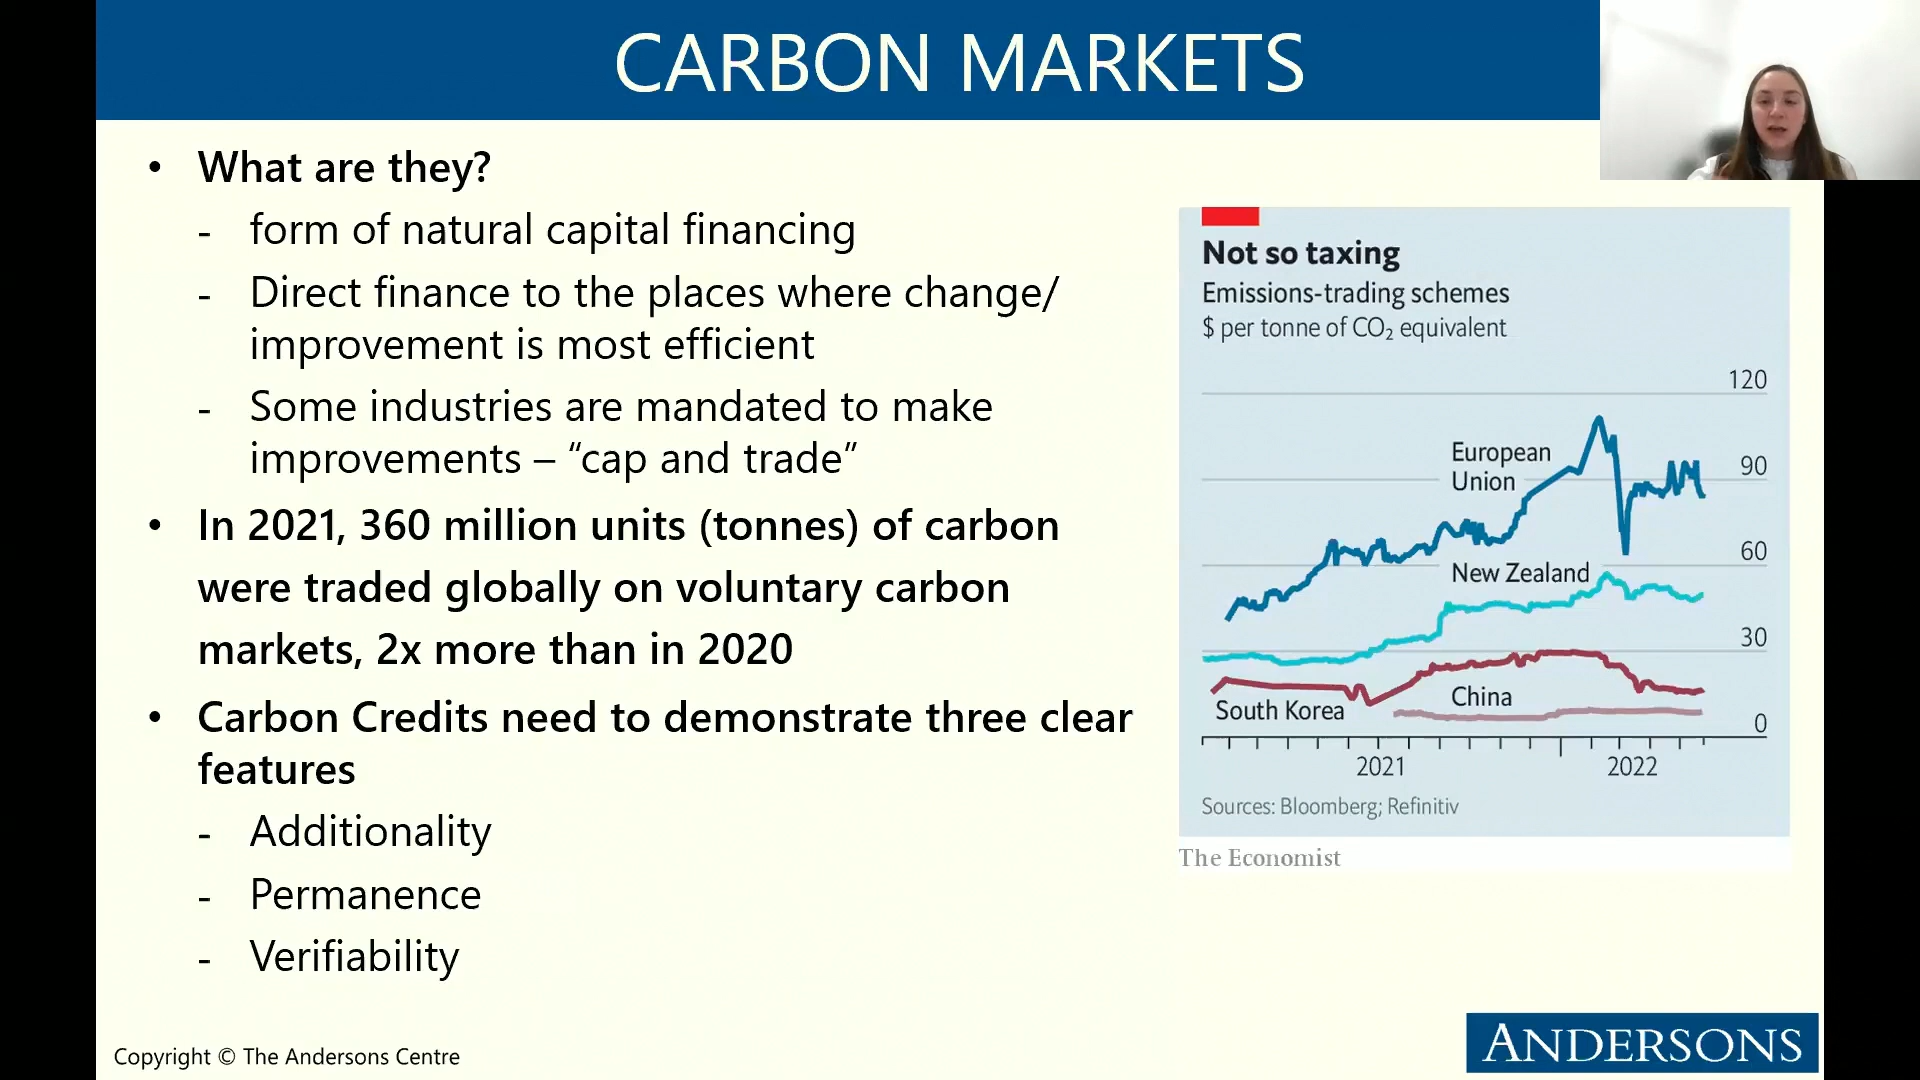 CARBON MARKETS
• What are they?
- form of natural capital financing
- Direct finance to the places where change/
improvement is most efficient
- Some industries are mandated to make
improvements – “cap and trade”
• In 2021, 360 million units (tonnes) of carbon
were traded globally on voluntary carbon
markets, 2x more than in 2020
• Carbon Credits need to demonstrate three clear
features
- Additionality
- Permanence
- Verifiability
Not so taxing
Emissions-trading schemes
$ per tonne of CO₂ equivalent
120
European
Union
90
60
New Zealand
30
China
South Korea
0
2021 2022
Sources: Bloomberg; Refinitiv
The Economist
Copyright © The Andersons Centre
ANDERSONS